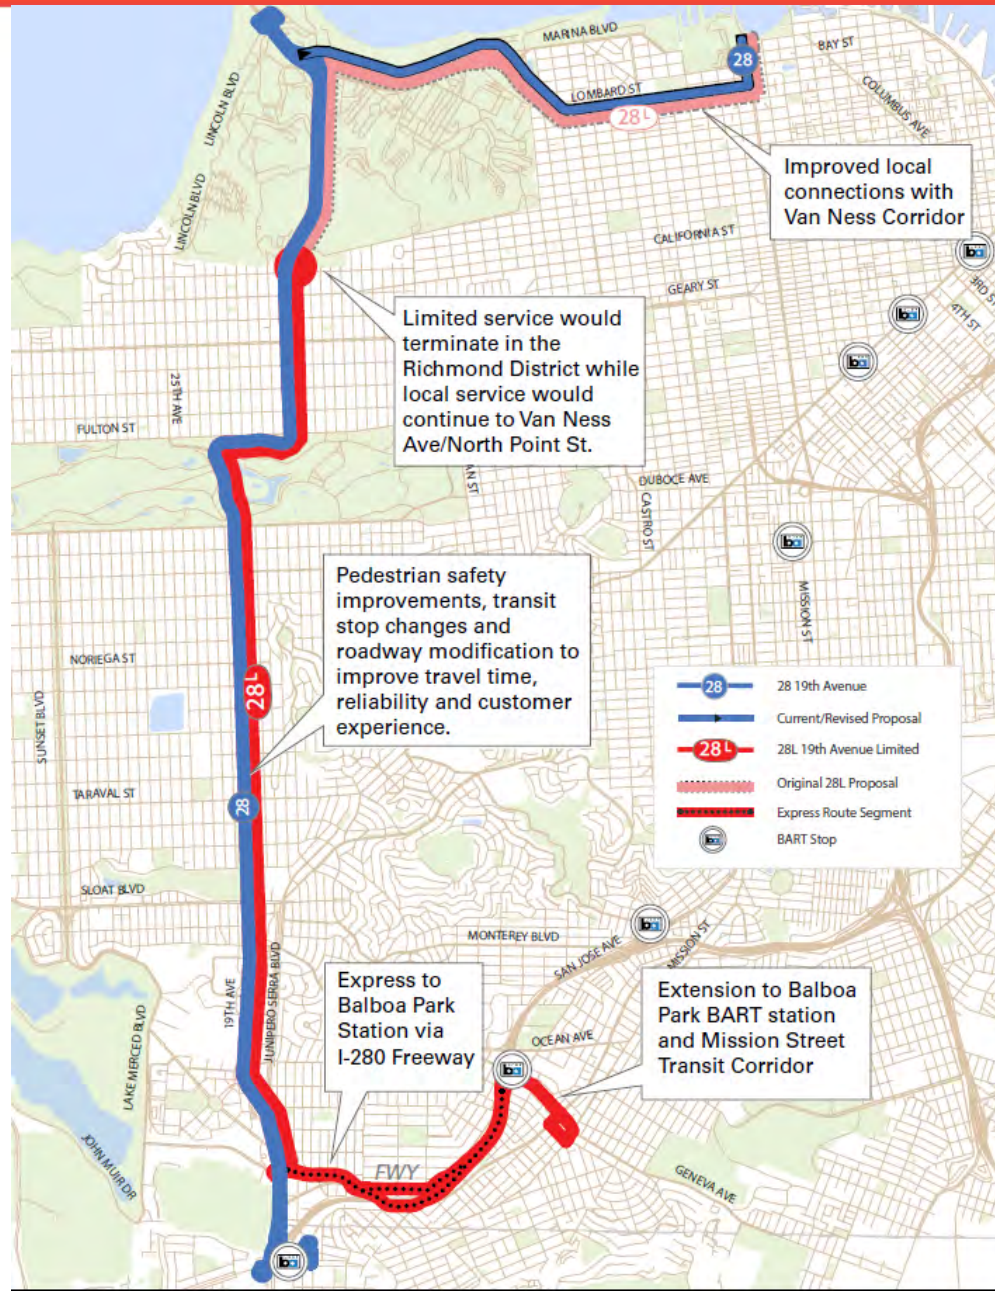 MARINA BLVD
BAY ST
28
COLUMBUS AVE
LINCOLN BLVD
LOMBARD ST
28L
Improved local
connections with
Van Ness Corridor
LINCOLN BLVD
CALIFORNIA ST
GEARY ST
3RD ST
4TH ST
Limited service would
terminate in the
Richmond District while
local service would
continue to Van Ness
Ave/North Point St.
25TH AVE
FULTON ST
AN ST
DUBOCE AVE
CASTRO ST
MISSION ST
Pedestrian safety
improvements, transit
stop changes and
roadway modification to
improve travel time,
reliability and customer
experience.
NORIEGA ST
SUNSET BLVD
28L
28 28 19th Avenue
Current/Revised Proposal
28L 28L 19th Avenue Limited
Original 28L Proposal
Express Route Segment
ba BART Stop
TARAVAL ST
28
SLOAT BLVD
MONTEREY BLVD
SAN JOSE AVE
MISSION ST
19TH AVE
JUNIPERO SERRA BLVD
Express to
Balboa Park
Station via
I-280 Freeway
Extension to Balboa
Park BART station
and Mission Street
Transit Corridor
OCEAN AVE
LAKE MERCED BLVD
JOHN MUIR DR
FWY
GENEVA AVE
ba